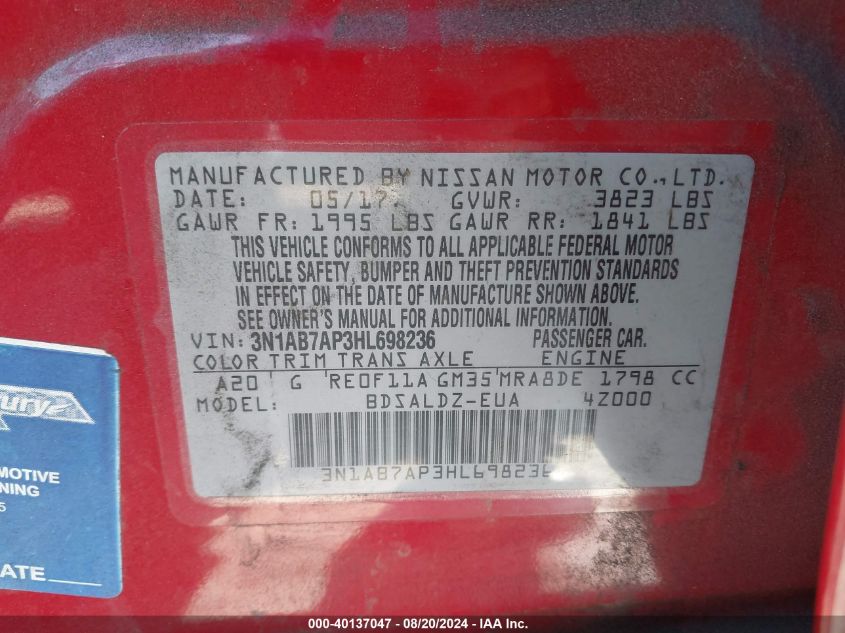 MANUFACTURED BY NISSAN MOTOR CO., LTD.
DATE: 05/17 GVWR: 3823 LBS
GAWR FR: 1995 LBS GAWR RR: 1841 LBS
THIS VEHICLE CONFORMS TO ALL APPLICABLE FEDERAL MOTOR
VEHICLE SAFETY, BUMPER AND THEFT PREVENTION STANDARDS
IN EFFECT ON THE DATE OF MANUFACTURE SHOWN ABOVE.
SEE OWNER'S MANUAL FOR ADDITIONAL INFORMATION.
VIN: 3N1AB7AP3HL698236 PASSENGER CAR.
COLOR TRIM TRANS AXLE ENGINE
A20 G RE0F11A GM35 MRA8DE 1798 CC
MODEL: BDSALDZ-EUA 4Z000
3N1AB7AP3HL698236
ury
MOTIVE
NING
5
ATE
000-40137047 - 08/20/2024 - IAA Inc.